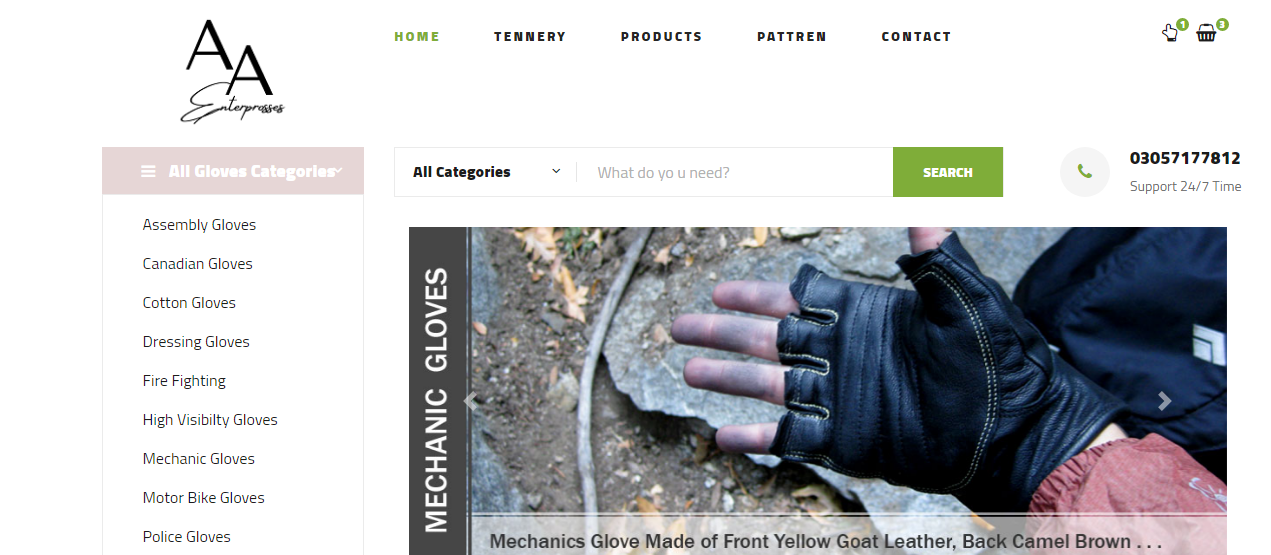 AA
Enterprasses
HOME TENNERY PRODUCTS PATTREN CONTACT
1 3
All Gloves Categories
All Categories What do yo u need? SEARCH
03057177812
Support 24/7 Time
Assembly Gloves
Canadian Gloves
Cotton Gloves
Dressing Gloves
Fire Fighting
High Visibilty Gloves
Mechanic Gloves
Motor Bike Gloves
Police Gloves
MECHANIC GLOVES
Mechanics Glove Made of Front Yellow Goat Leather, Back Camel Brown . . .